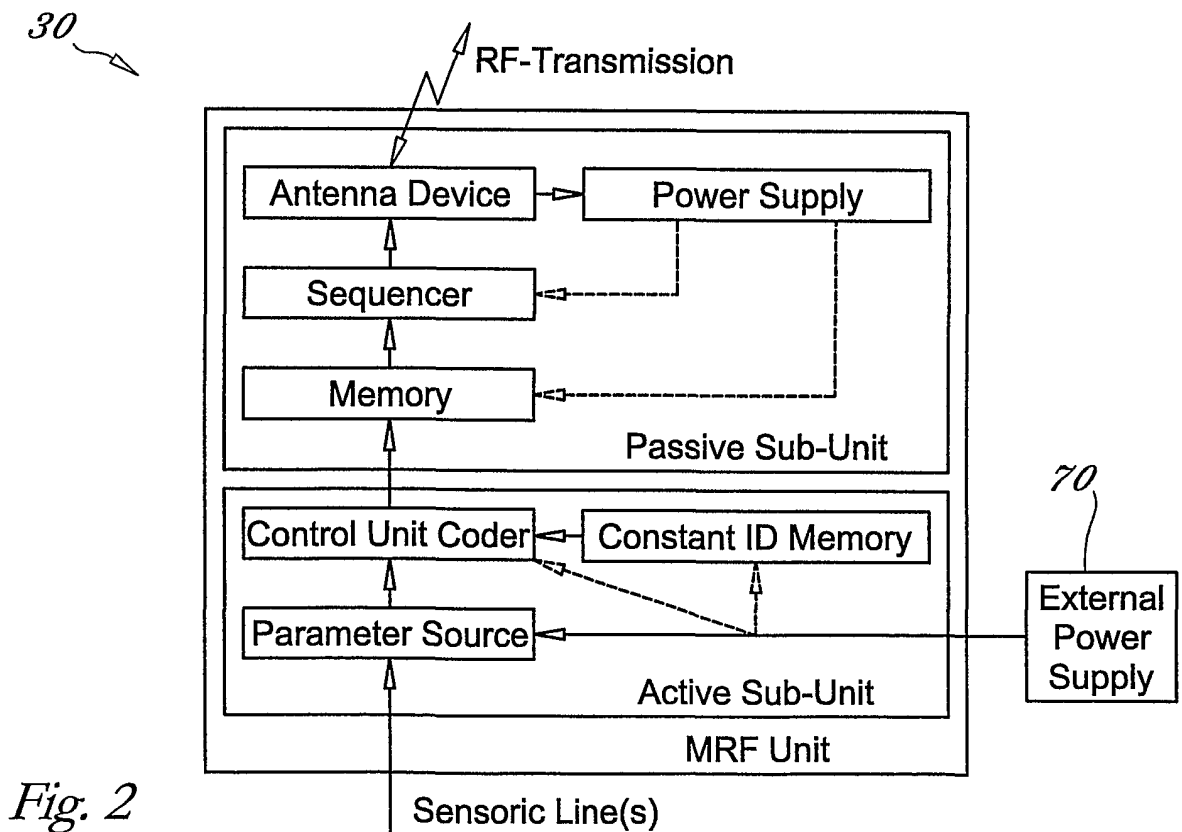 30
RF-Transmission
Antenna Device
Power Supply
Sequencer
Memory
Passive Sub-Unit
Control Unit Coder
Constant ID Memory
70
External
Power
Supply
Parameter Source
Active Sub-Unit
MRF Unit
Fig. 2
Sensoric Line(s)